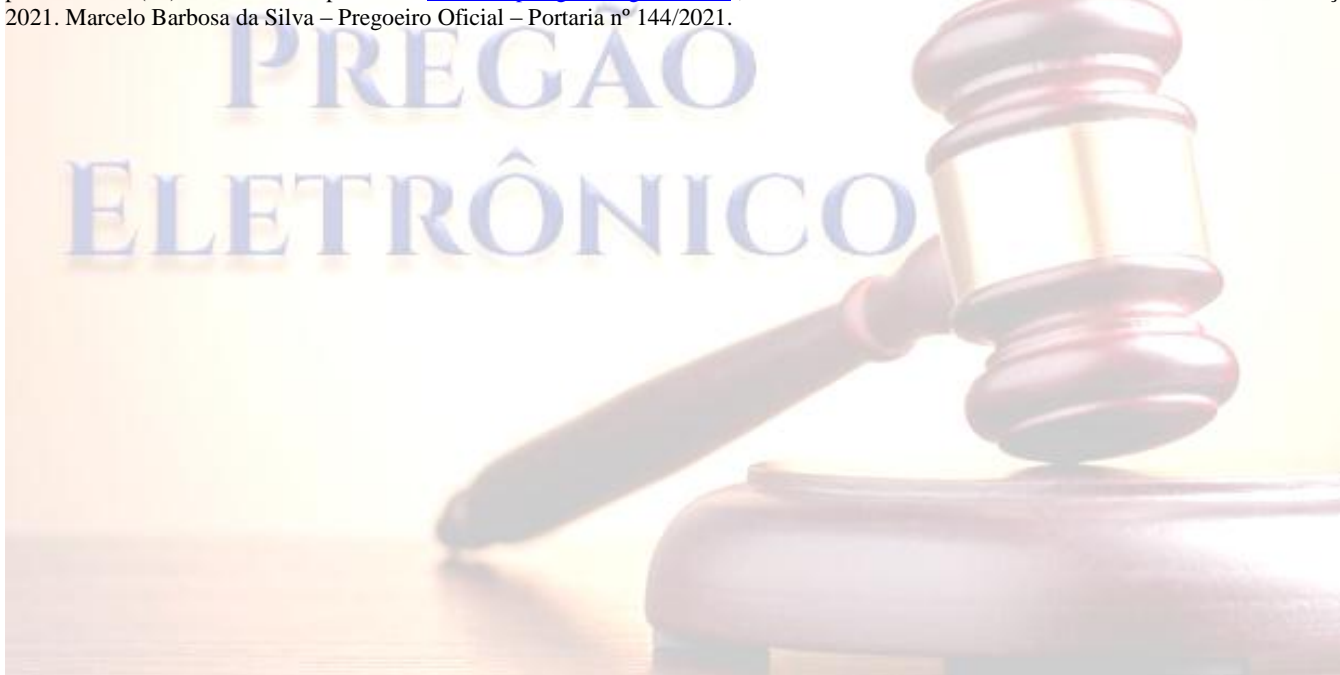 2021. Marcelo Barbosa da Silva – Pregoeiro Oficial – Portaria nº 144/2021.
PREGÃO
ELETRÔNICO